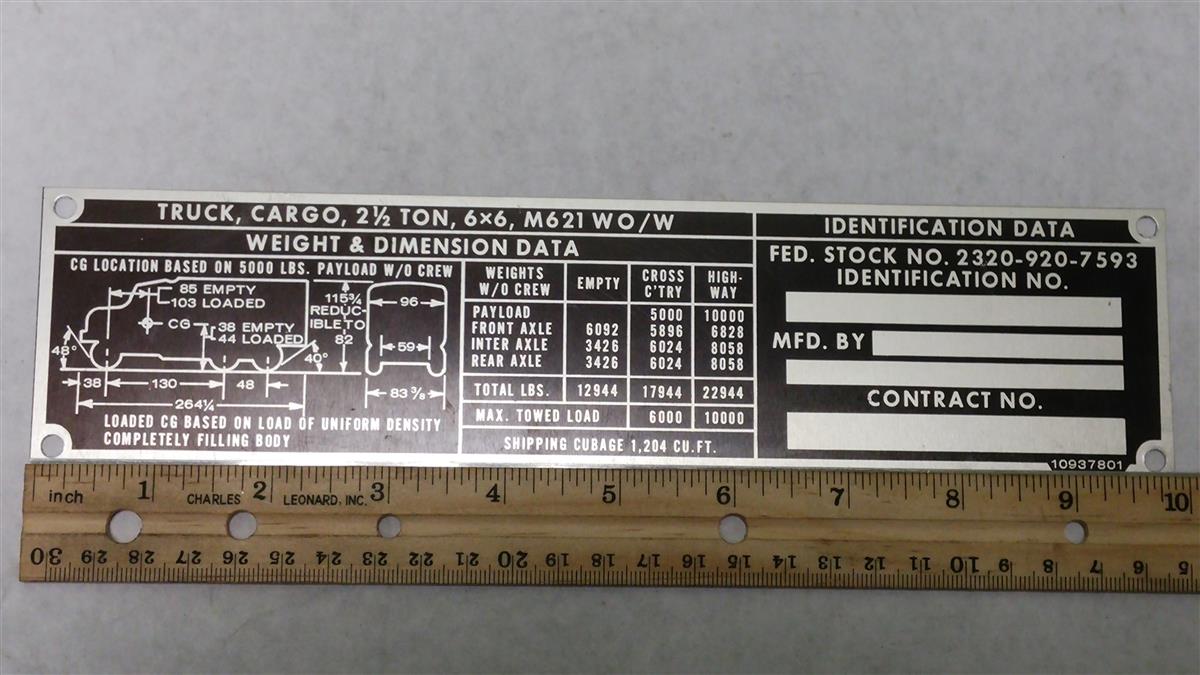 TRUCK, CARGO, 2½ TON, 6×6, M621 WO/W
WEIGHT & DIMENSION DATA
CG LOCATION BASED ON 5000 LBS. PAYLOAD W/O CREW
85 EMPTY
103 LOADED
CG
38 EMPTY
44 LOADED
48°
40°
38
130
48
264¼
115¾
REDUC-
IBLE TO
82
96
59
83 ⅜
LOADED CG BASED ON LOAD OF UNIFORM DENSITY
COMPLETELY FILLING BODY
WEIGHTS W/O CREW EMPTY CROSS C'TRY HIGH-WAY
PAYLOAD 5000 10000
FRONT AXLE 6092 5896 6828
INTER AXLE 3426 6024 8058
REAR AXLE 3426 6024 8058
TOTAL LBS. 12944 17944 22944
MAX. TOWED LOAD 6000 10000
SHIPPING CUBAGE 1,204 CU.FT.
IDENTIFICATION DATA
FED. STOCK NO. 2320-920-7593
IDENTIFICATION NO.
MFD. BY
CONTRACT NO.
10937801
inch 1 CHARLES 2 LEONARD, INC. 3 4 5 6 7 8 9 10
30 29 28 27 26 25 24 23 22 21 20 19 18 17 16 15 14 13 12 11 10 9 8 7 6 5